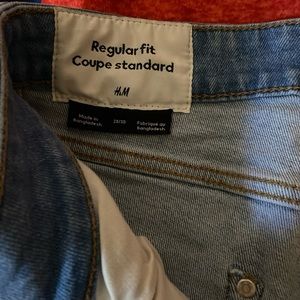 Regular fit
Coupe standard
H&M
Made in
Bangladesh
Fabriqué au
Bangladesh